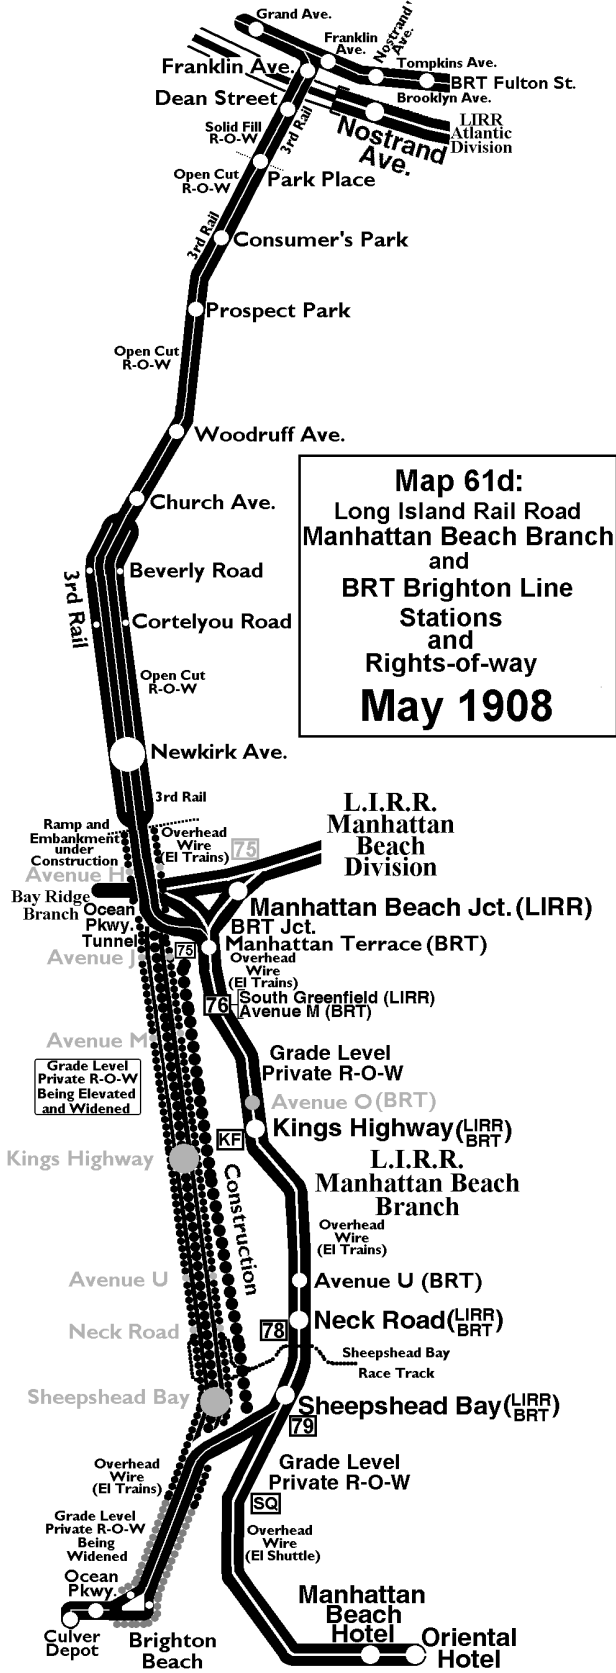 Grand Ave.
Franklin
Ave.
Nostrand
Ave.
Tompkins Ave.
Franklin Ave.
BRT Fulton St.
Dean Street
Brooklyn Ave.
3rd Rail
Solid Fill
R-O-W
Nostrand
Ave.
LIRR
Atlantic
Division
Open Cut
R-O-W
Park Place
3rd Rail
Consumer's Park
Prospect Park
Open Cut
R-O-W
Woodruff Ave.
Map 61d:
Long Island Rail Road
Manhattan Beach Branch
and
BRT Brighton Line
Stations
and
Rights-of-way
May 1908
Church Ave.
3rd Rail
Beverly Road
Cortelyou Road
Open Cut
R-O-W
Newkirk Ave.
3rd Rail
L.I.R.R.
Manhattan
Beach
Division
Ramp and
Embankment
under
Construction
Overhead
Wire
(El Trains)
75
Avenue H
Bay Ridge
Branch
Ocean
Pkwy.
Tunnel
Manhattan Beach Jct. (LIRR)
BRT Jct.
Manhattan Terrace (BRT)
75
Avenue J
Overhead
Wire
(El Trains)
76
South Greenfield (LIRR)
Avenue M (BRT)
Avenue M
Grade Level
Private R-O-W
Grade Level
Private R-O-W
Being Elevated
and Widened
Avenue O (BRT)
KF
Kings Highway (LIRR
BRT)
Kings Highway
Construction
L.I.R.R.
Manhattan Beach
Branch
Overhead
Wire
(El Trains)
Avenue U
Avenue U (BRT)
Neck Road
78
Neck Road (LIRR
BRT)
Sheepshead Bay
Race Track
Sheepshead Bay
Sheepshead Bay (LIRR
BRT)
79
Overhead
Wire
(El Trains)
Grade Level
Private R-O-W
SQ
Grade Level
Private R-O-W
Being
Widened
Overhead
Wire
(El Shuttle)
Ocean
Pkwy.
Culver
Depot
Brighton
Beach
Manhattan
Beach
Hotel
Oriental
Hotel